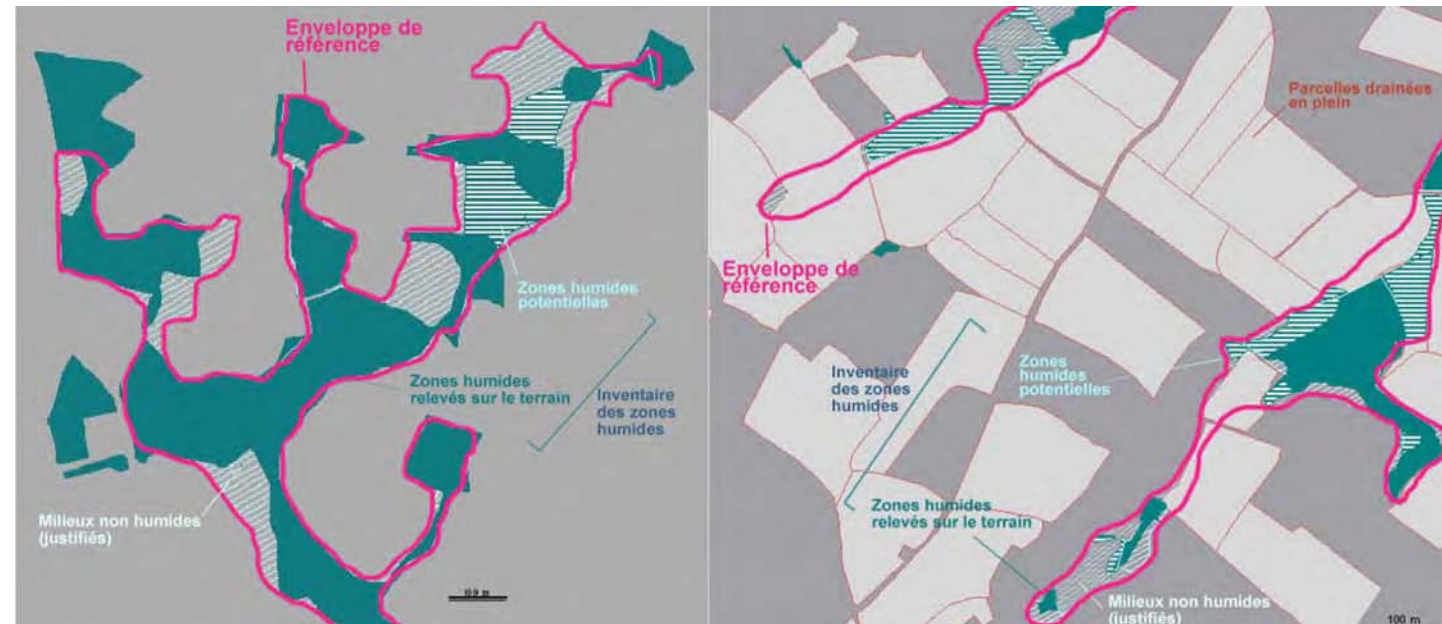 Enveloppe de
référence
Zones humides
potentielles
Zones humides
relevés sur le terrain
Inventaire
des zones
humides
Milieux non humides
(justifiés)
100 m
Parcelles drainées
en plein
Enveloppe de
référence
Inventaire
des zones
humides
Zones
humides
potentielles
Zones humides
relevés sur le terrain
Milieux non humides
(justifiés)
100 m